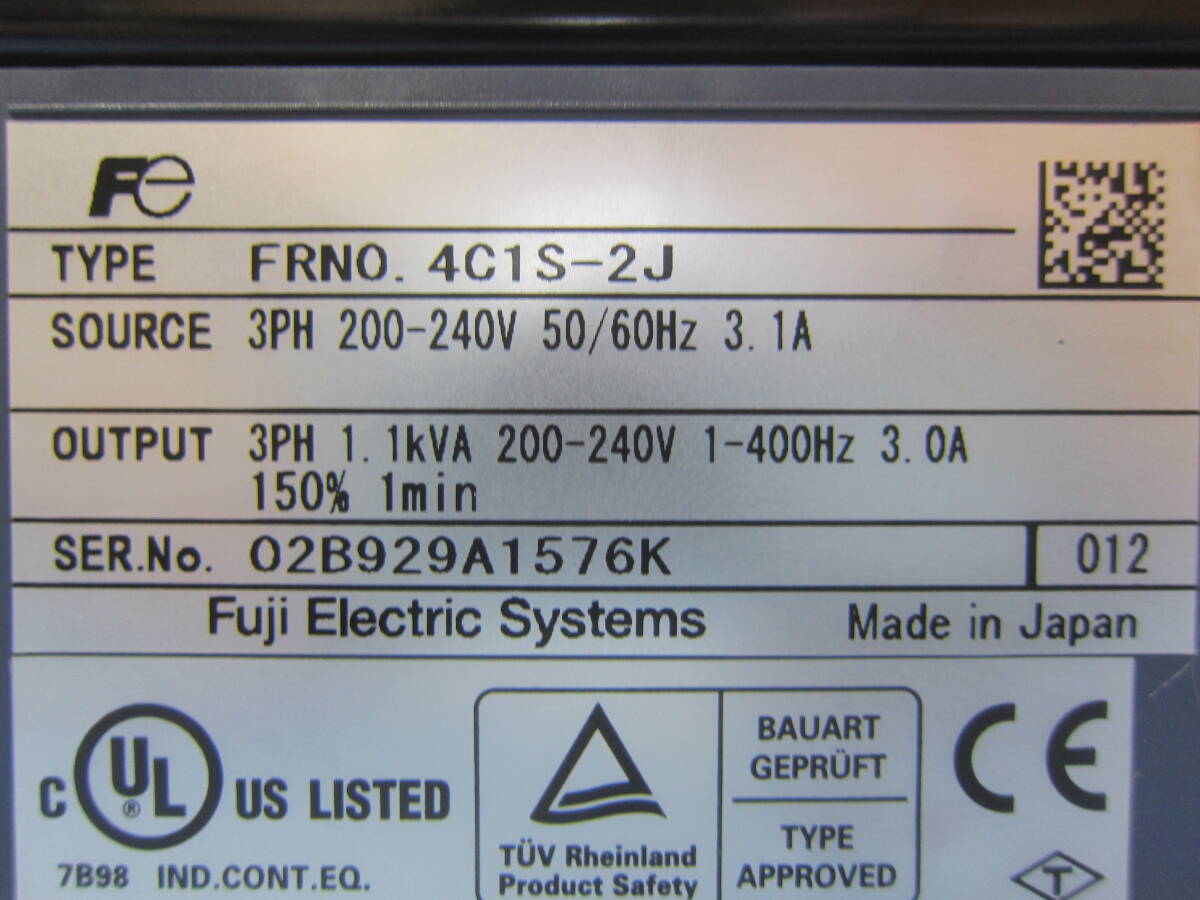 Fe
TYPE FRN0.4C1S-2J
SOURCE 3PH 200-240V 50/60Hz 3.1A
OUTPUT 3PH 1.1kVA 200-240V 1-400Hz 3.0A
150% 1min
SER.No. 02B929A1576K 012
Fuji Electric Systems Made in Japan
C UL ® US LISTED
7B98 IND.CONT.EQ.
TÜV Rheinland
Product Safety
BAUART
GEPRÜFT
TYPE
APPROVED
CE
T